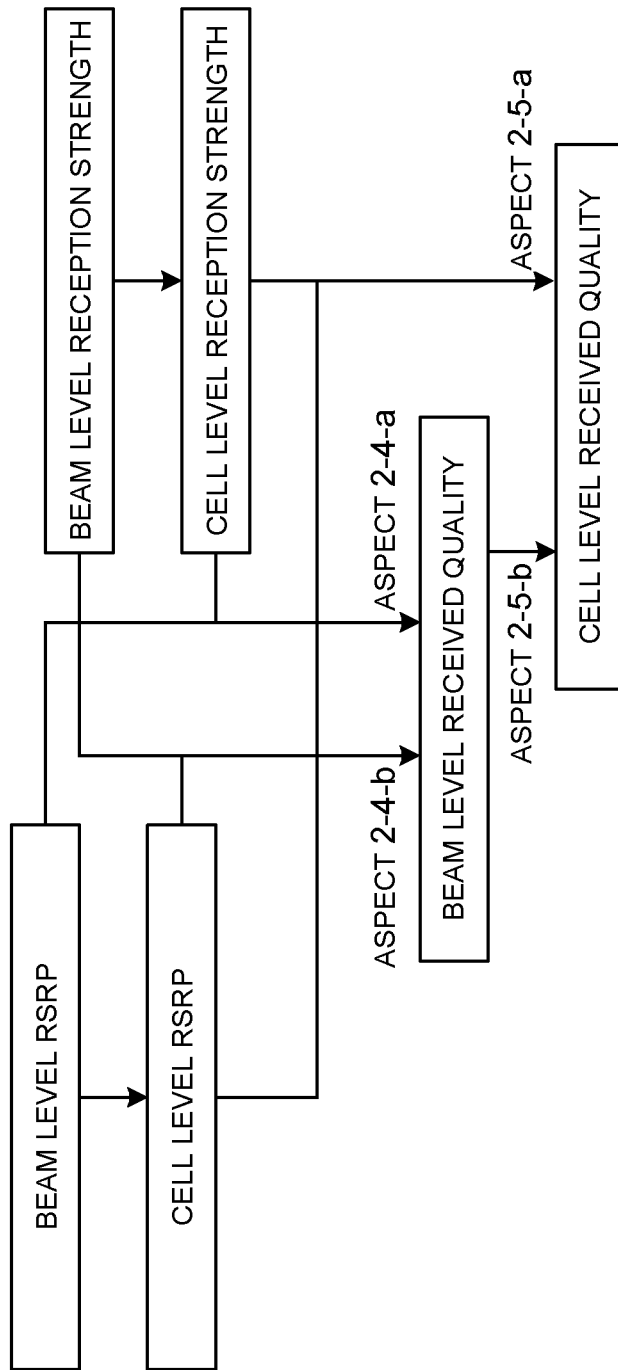 BEAM LEVEL RSRP
BEAM LEVEL RECEPTION STRENGTH
CELL LEVEL RSRP
CELL LEVEL RECEPTION STRENGTH
ASPECT 2-4-b
ASPECT 2-4-a
BEAM LEVEL RECEIVED QUALITY
ASPECT 2-5-b
ASPECT 2-5-a
CELL LEVEL RECEIVED QUALITY